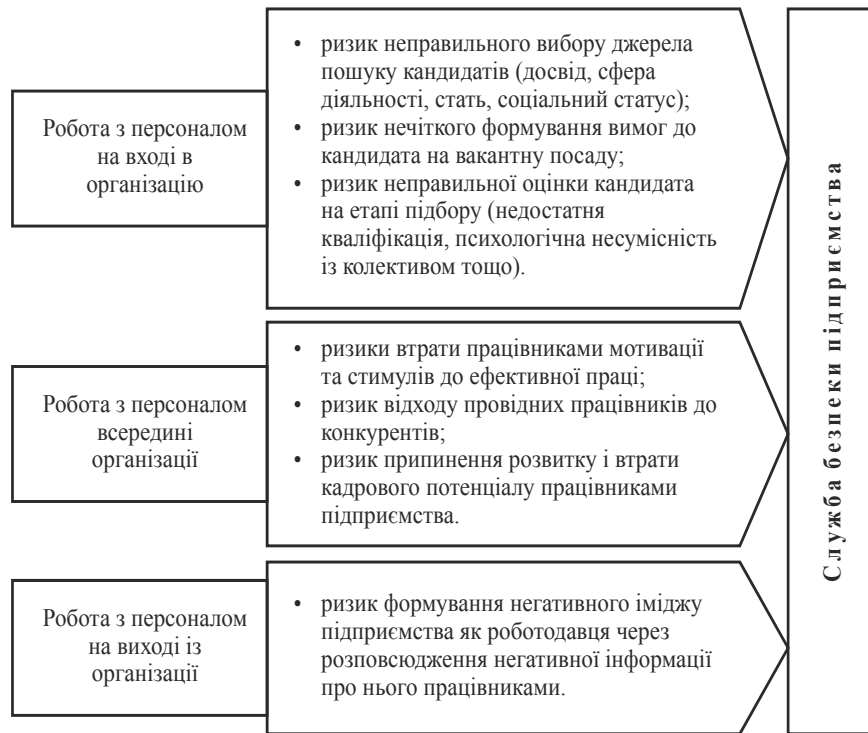 Робота з персоналом
на вході в
організацію
• ризик неправильного вибору джерела
пошуку кандидатів (досвід, сфера
діяльності, стать, соціальний статус);
• ризик нечіткого формування вимог до
кандидата на вакантну посаду;
• ризик неправильної оцінки кандидата
на етапі підбору (недостатня
кваліфікація, психологічна несумісність
із колективом тощо).
Робота з персоналом
всередині
організації
• ризики втрати працівниками мотивації
та стимулів до ефективної праці;
• ризик відходу провідних працівників до
конкурентів;
• ризик припинення розвитку і втрати
кадрового потенціалу працівниками
підприємства.
Робота з персоналом
на виході із
організації
• ризик формування негативного іміджу
підприємства як роботодавця через
розповсюдження негативної інформації
про нього працівниками.
Служба безпеки підприємства